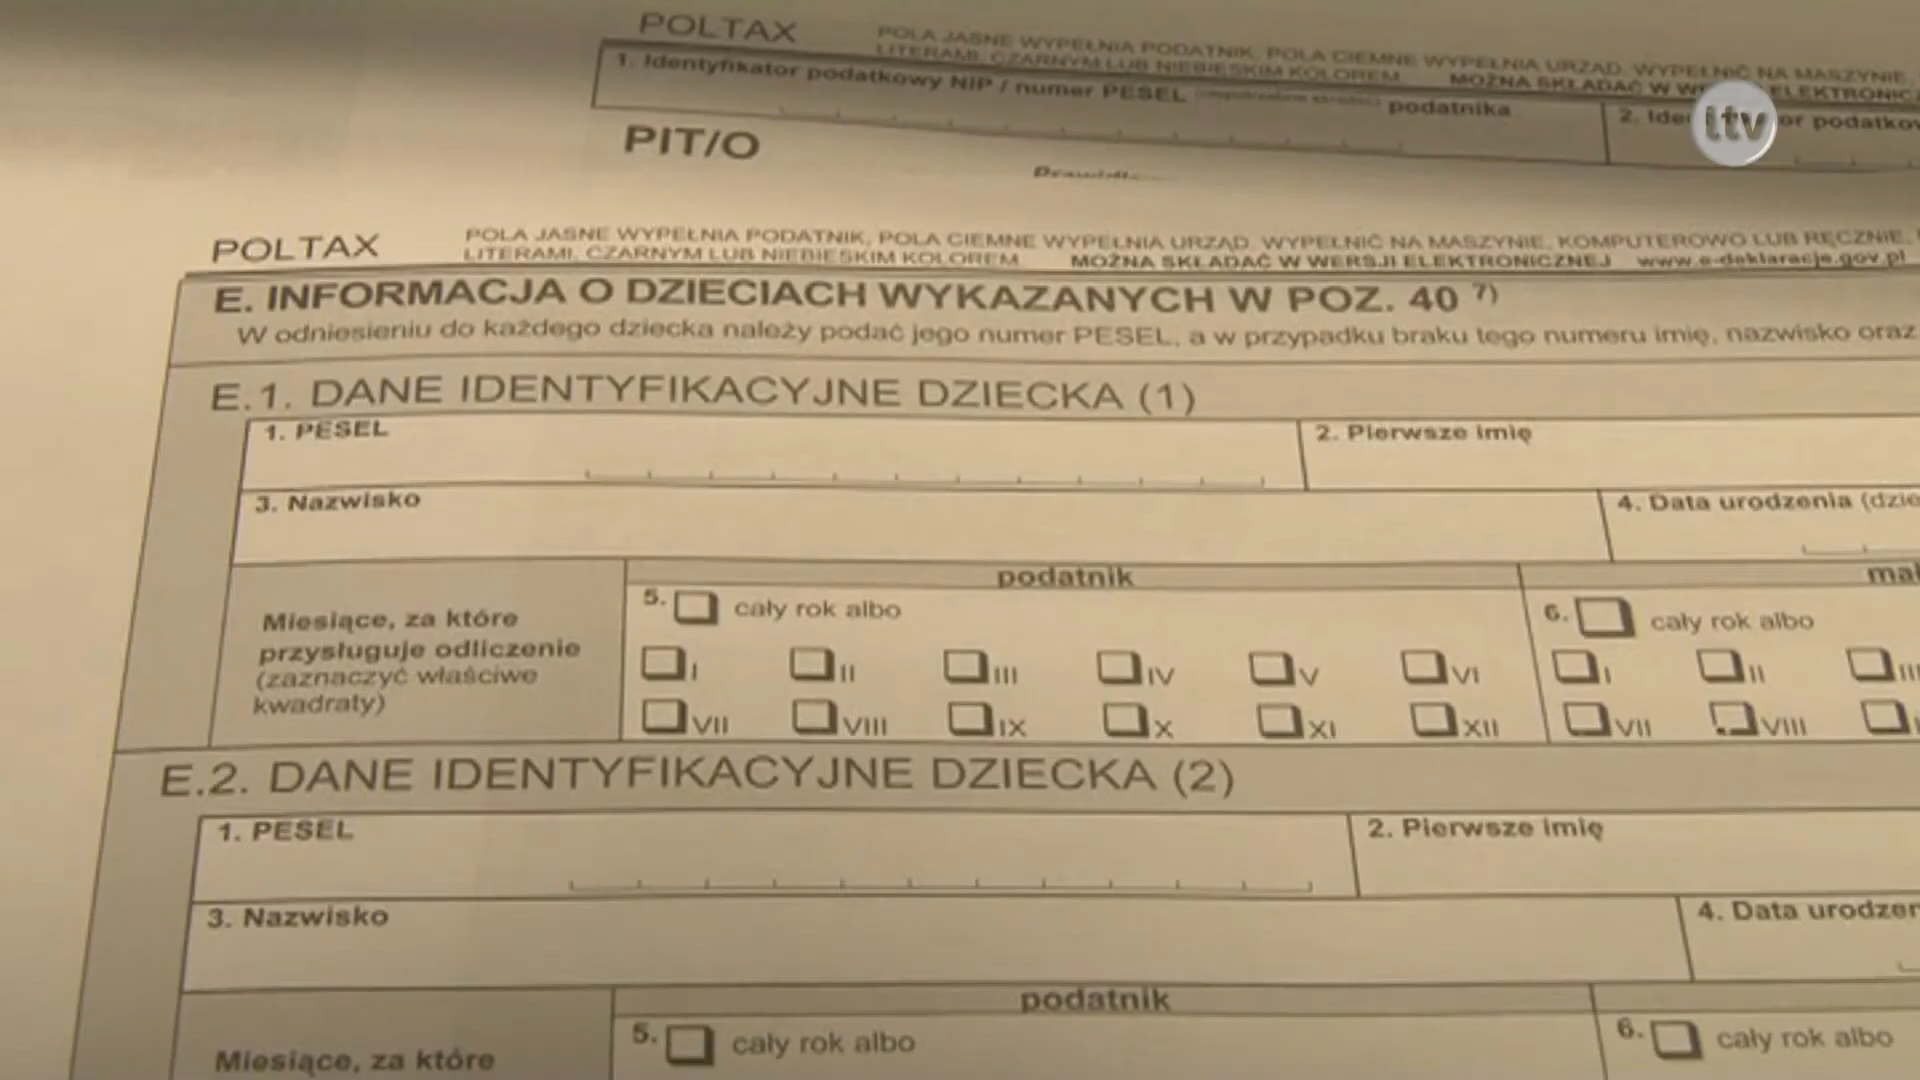 POLTAX
POLA JASNE WYPEŁNIA PODATNIK, POLA CIEMNE WYPEŁNIA URZĄD. WYPEŁNIĆ NA MASZYNIE,
LITERAMI, CZARNYM LUB NIEBIESKIM KOLOREM. MOŻNA SKŁADAĆ W ELEKTRONIC
1. Identyfikator podatkowy NIP / numer PESEL podatnika
2. Iden or podatkow
ltv
PIT/O
POLTAX
POLA JASNE WYPEŁNIA PODATNIK, POLA CIEMNE WYPEŁNIA URZĄD. WYPEŁNIĆ NA MASZYNIE, KOMPUTEROWO LUB RĘCZNIE,
LITERAMI, CZARNYM LUB NIEBIESKIM KOLOREM. MOŻNA SKŁADAĆ W WERSJI ELEKTRONICZNEJ www.e-deklaracje.gov.pl
E. INFORMACJA O DZIECIACH WYKAZANYCH W POZ. 40 7)
W odniesieniu do każdego dziecka należy podać jego numer PESEL, a w przypadku braku tego numeru imię, nazwisko oraz
E.1. DANE IDENTYFIKACYJNE DZIECKA (1)
1. PESEL
2. Pierwsze imię
3. Nazwisko
4. Data urodzenia (dzie
podatnik
mał
Miesiące, za które
przysługuje odliczenie
(zaznaczyć właściwe
kwadraty)
5. cały rok albo
I II III IV V VI
VII VIII IX X XI XII
6. cały rok albo
I II III
VII VIII
E.2. DANE IDENTYFIKACYJNE DZIECKA (2)
1. PESEL
2. Pierwsze imię
3. Nazwisko
4. Data urodzen
podatnik
Miesiące, za które
5. cały rok albo
6. cały rok albo